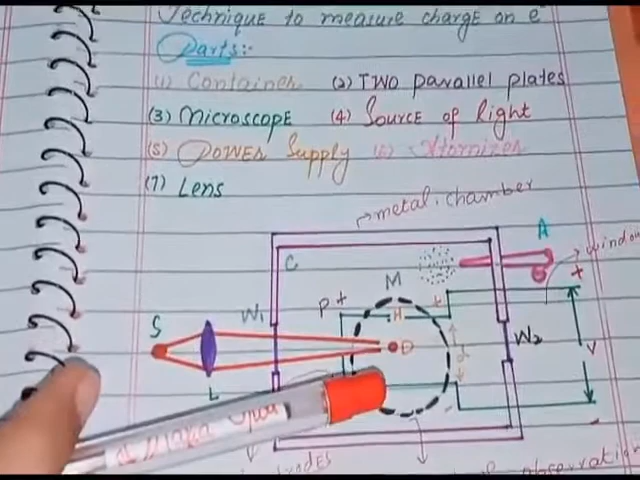 Technique to measure charge on e⁻
Parts:-
(1) Container (2) Two parallel plates
(3) Microscope (4) Source of light
(5) Power Supply (6) Atomizer
(7) Lens
metal chamber
A
window
C
M
+
P+
H
+
S
W₁
D
d
W₂
V
L